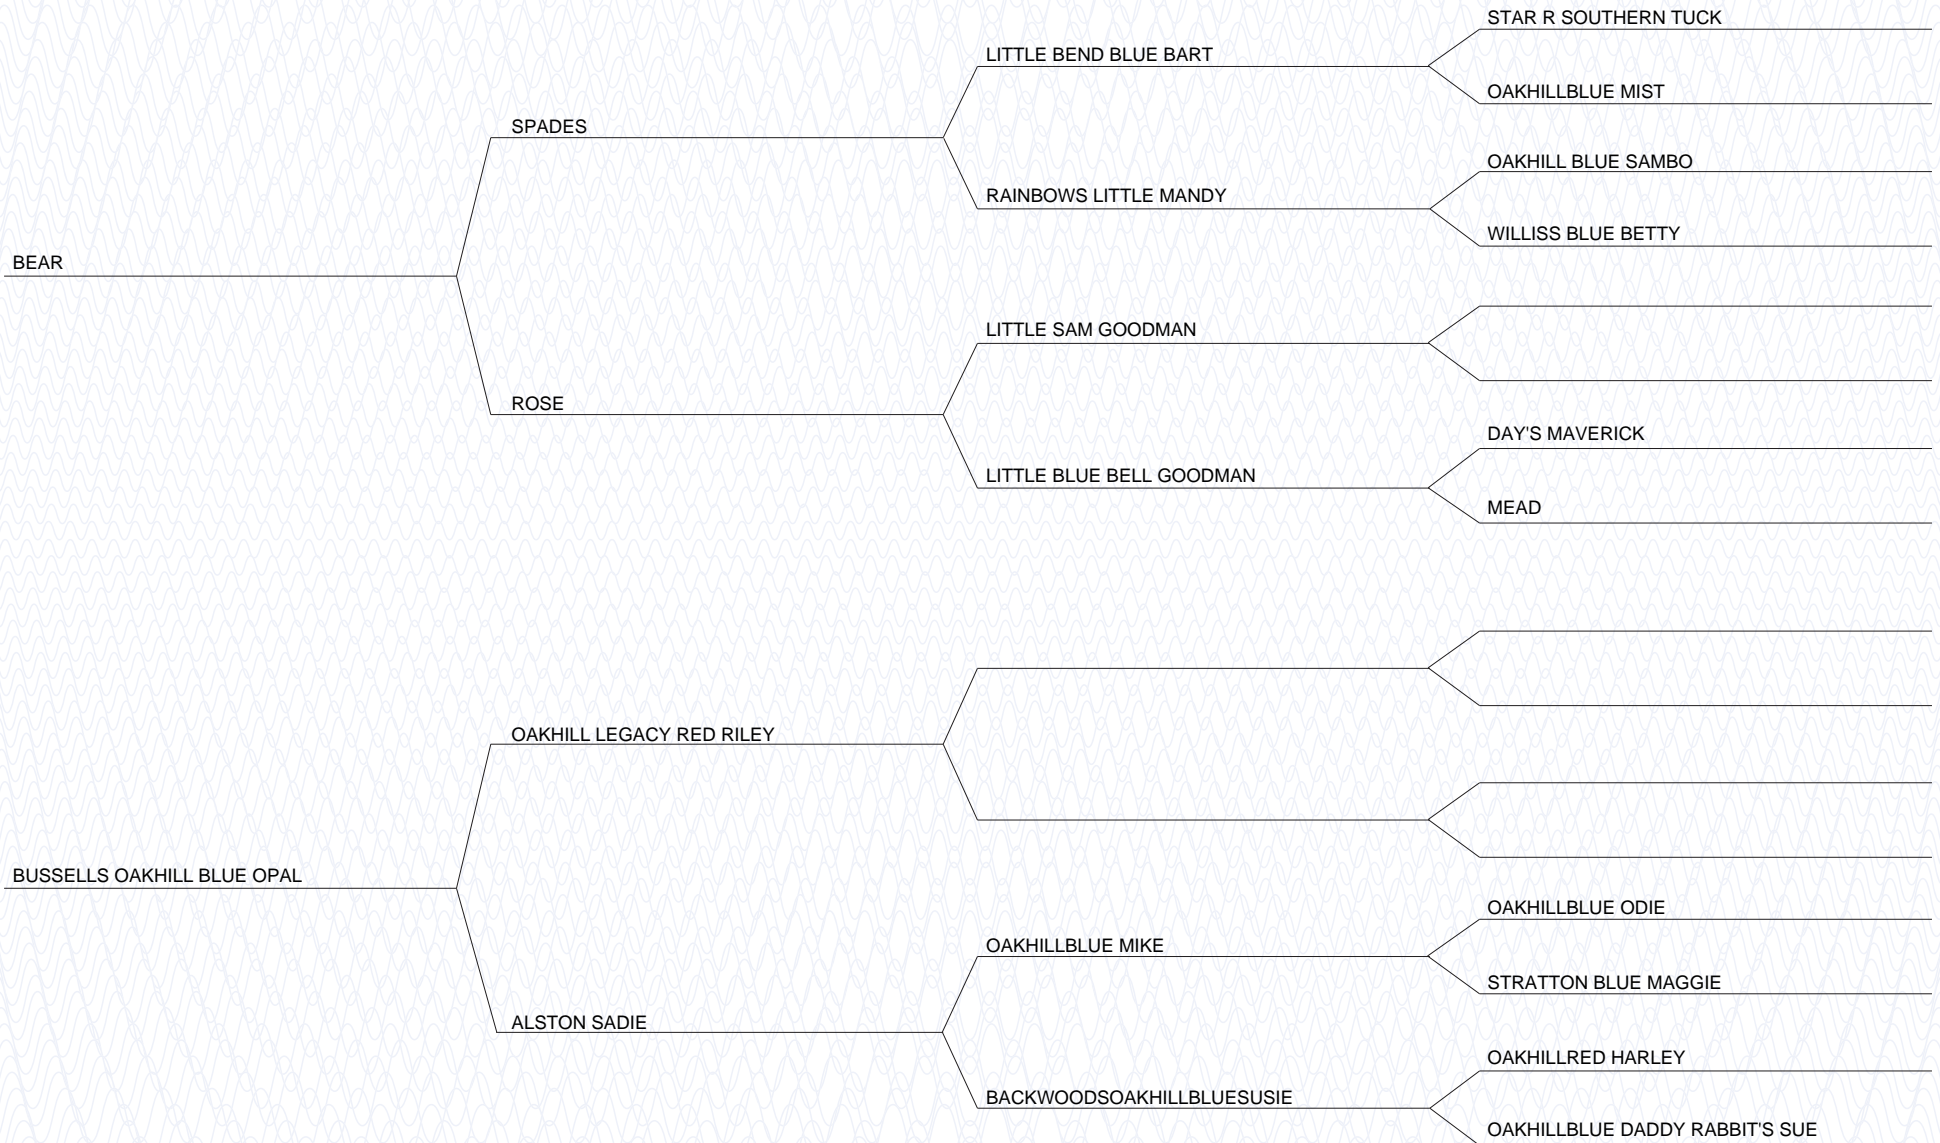 STAR R SOUTHERN TUCK
LITTLE BEND BLUE BART
OAKHILLBLUE MIST
SPADES
OAKHILL BLUE SAMBO
RAINBOWS LITTLE MANDY
WILLISS BLUE BETTY
BEAR
LITTLE SAM GOODMAN
ROSE
DAY'S MAVERICK
LITTLE BLUE BELL GOODMAN
MEAD
OAKHILL LEGACY RED RILEY
BUSSELLS OAKHILL BLUE OPAL
OAKHILLBLUE ODIE
OAKHILLBLUE MIKE
STRATTON BLUE MAGGIE
ALSTON SADIE
OAKHILLRED HARLEY
BACKWOODSOAKHILLBLUESUSIE
OAKHILLBLUE DADDY RABBIT'S SUE